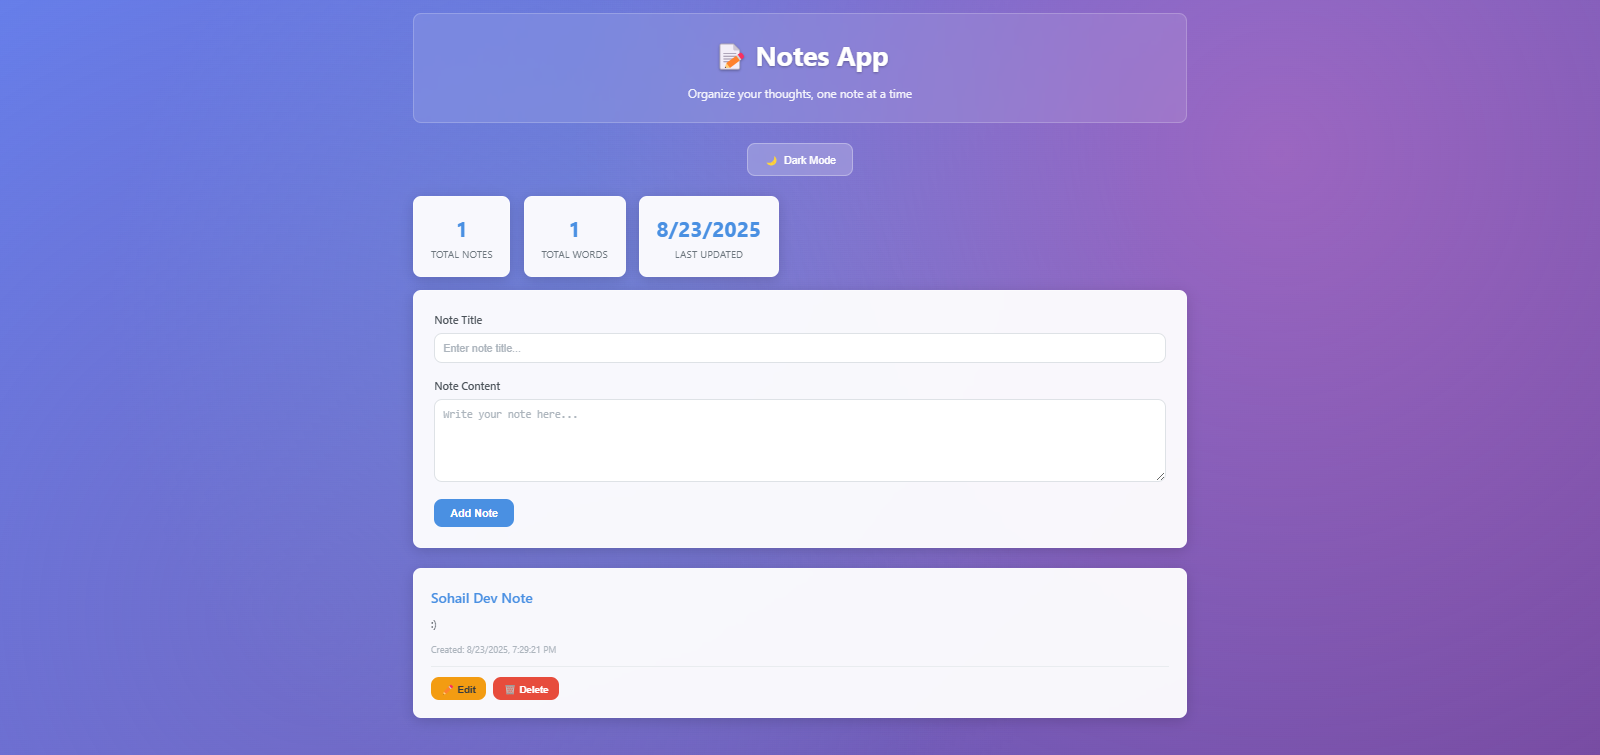 📝 Notes App
Organize your thoughts, one note at a time
🌙 Dark Mode
1
TOTAL NOTES
1
TOTAL WORDS
8/23/2025
LAST UPDATED
Note Title
Enter note title...
Note Content
Write your note here...
Add Note
Sohail Dev Note
:)
Created: 8/23/2025, 7:29:21 PM
Edit
Delete